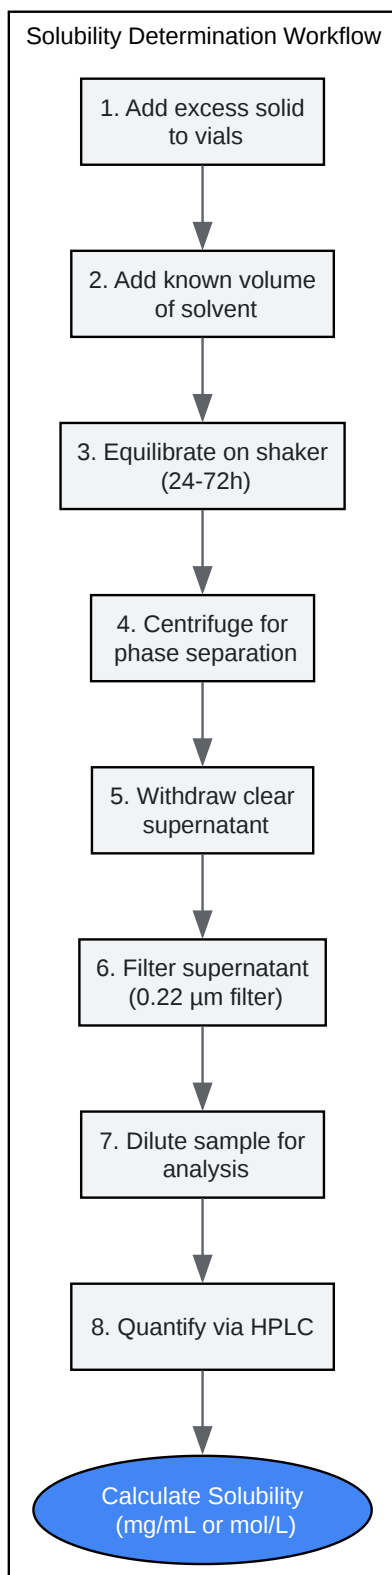 Solubility Determination Workflow
1. Add excess solid
to vials
2. Add known volume
of solvent
3. Equilibrate on shaker
(24-72h)
4. Centrifuge for
phase separation
5. Withdraw clear
supernatant
6. Filter supernatant
(0.22 µm filter)
7. Dilute sample for
analysis
8. Quantify via HPLC
Calculate Solubility
(mg/mL or mol/L)